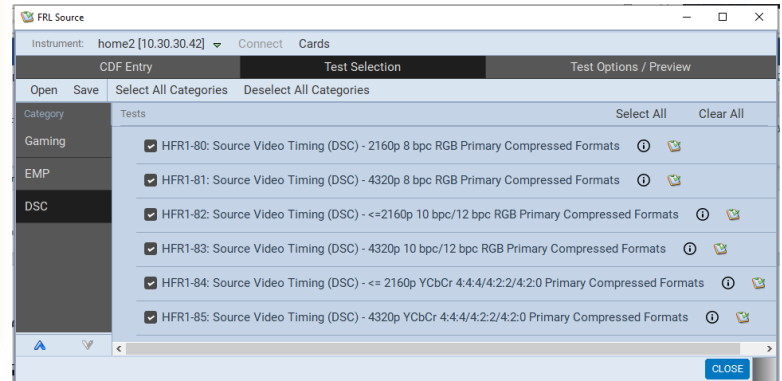 FRL Source
Instrument: home2 [10.30.30.42] Connect Cards
CDF Entry Test Selection Test Options / Preview
Open Save Select All Categories Deselect All Categories
Category Tests Select All Clear All
Gaming
EMP
DSC
HFR1-80: Source Video Timing (DSC) - 2160p 8 bpc RGB Primary Compressed Formats
HFR1-81: Source Video Timing (DSC) - 4320p 8 bpc RGB Primary Compressed Formats
HFR1-82: Source Video Timing (DSC) - <=2160p 10 bpc/12 bpc RGB Primary Compressed Formats
HFR1-83: Source Video Timing (DSC) - 4320p 10 bpc/12 bpc RGB Primary Compressed Formats
HFR1-84: Source Video Timing (DSC) - <= 2160p YCbCr 4:4:4/4:2:2/4:2:0 Primary Compressed Formats
HFR1-85: Source Video Timing (DSC) - 4320p YCbCr 4:4:4/4:2:2/4:2:0 Primary Compressed Formats
CLOSE